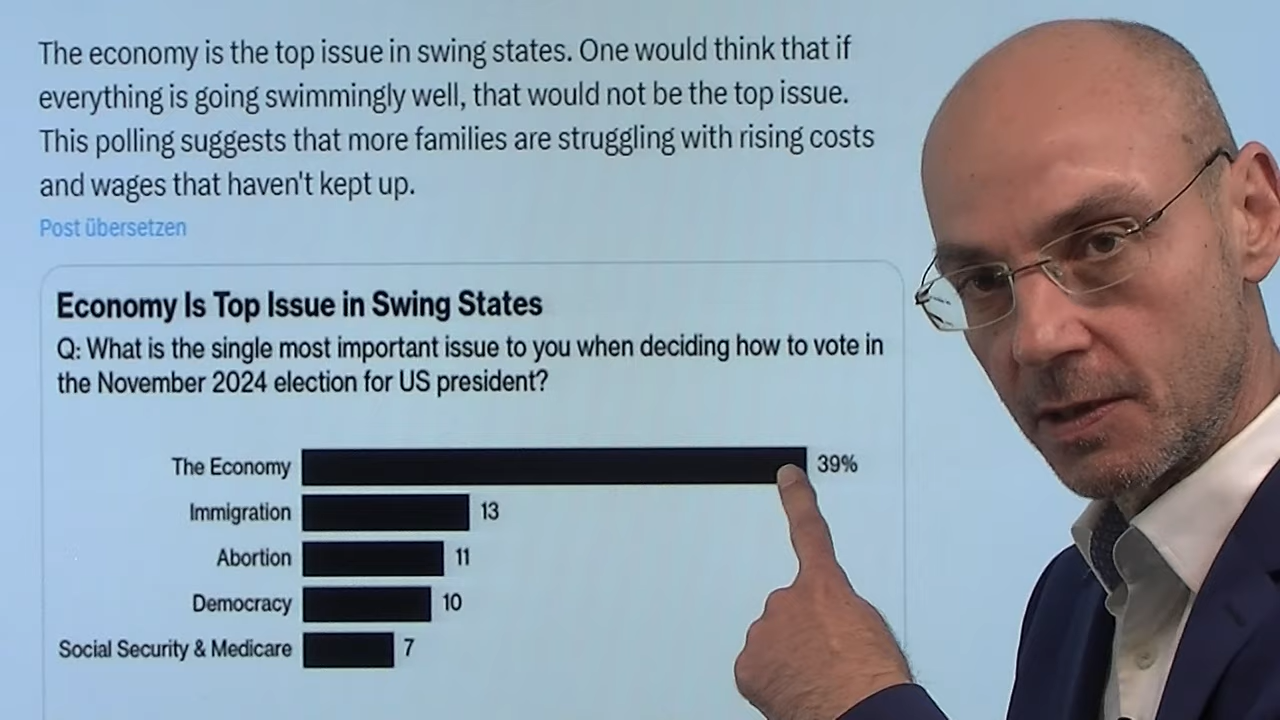 The economy is the top issue in swing states. One would think that if
everything is going swimmingly well, that would not be the top issue.
This polling suggests that more families are struggling with rising costs
and wages that haven't kept up.
Post übersetzen
Economy Is Top Issue in Swing States
Q: What is the single most important issue to you when deciding how to vote in
the November 2024 election for US president?
The Economy 39%
Immigration 13
Abortion 11
Democracy 10
Social Security & Medicare 7